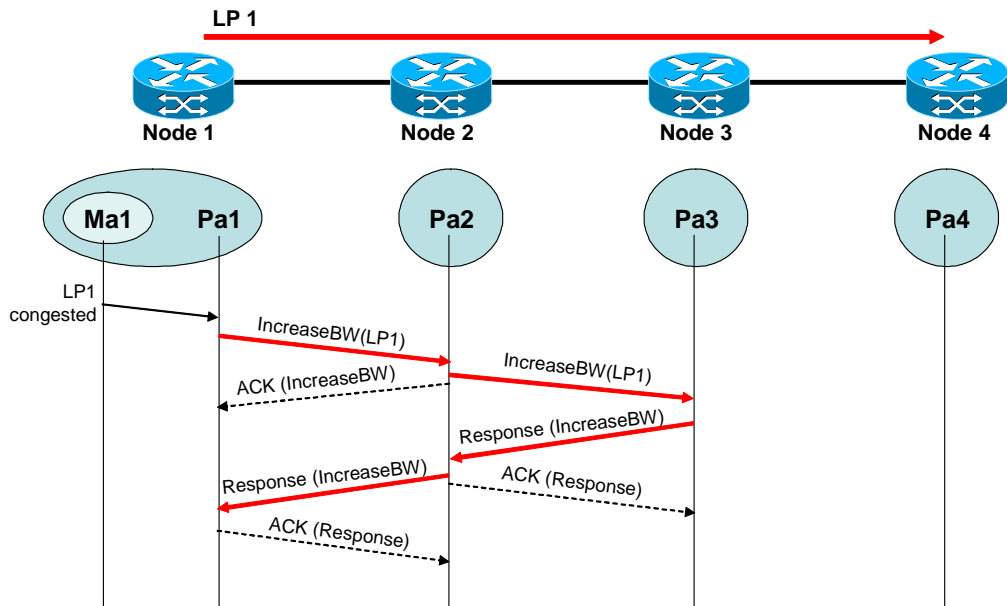 LP 1
Node 1
Node 2
Node 3
Node 4
Ma1
Pa1
Pa2
Pa3
Pa4
LP1
congested
IncreaseBW(LP1)
IncreaseBW(LP1)
ACK (IncreaseBW)
Response (IncreaseBW)
Response (IncreaseBW)
ACK (Response)
ACK (Response)